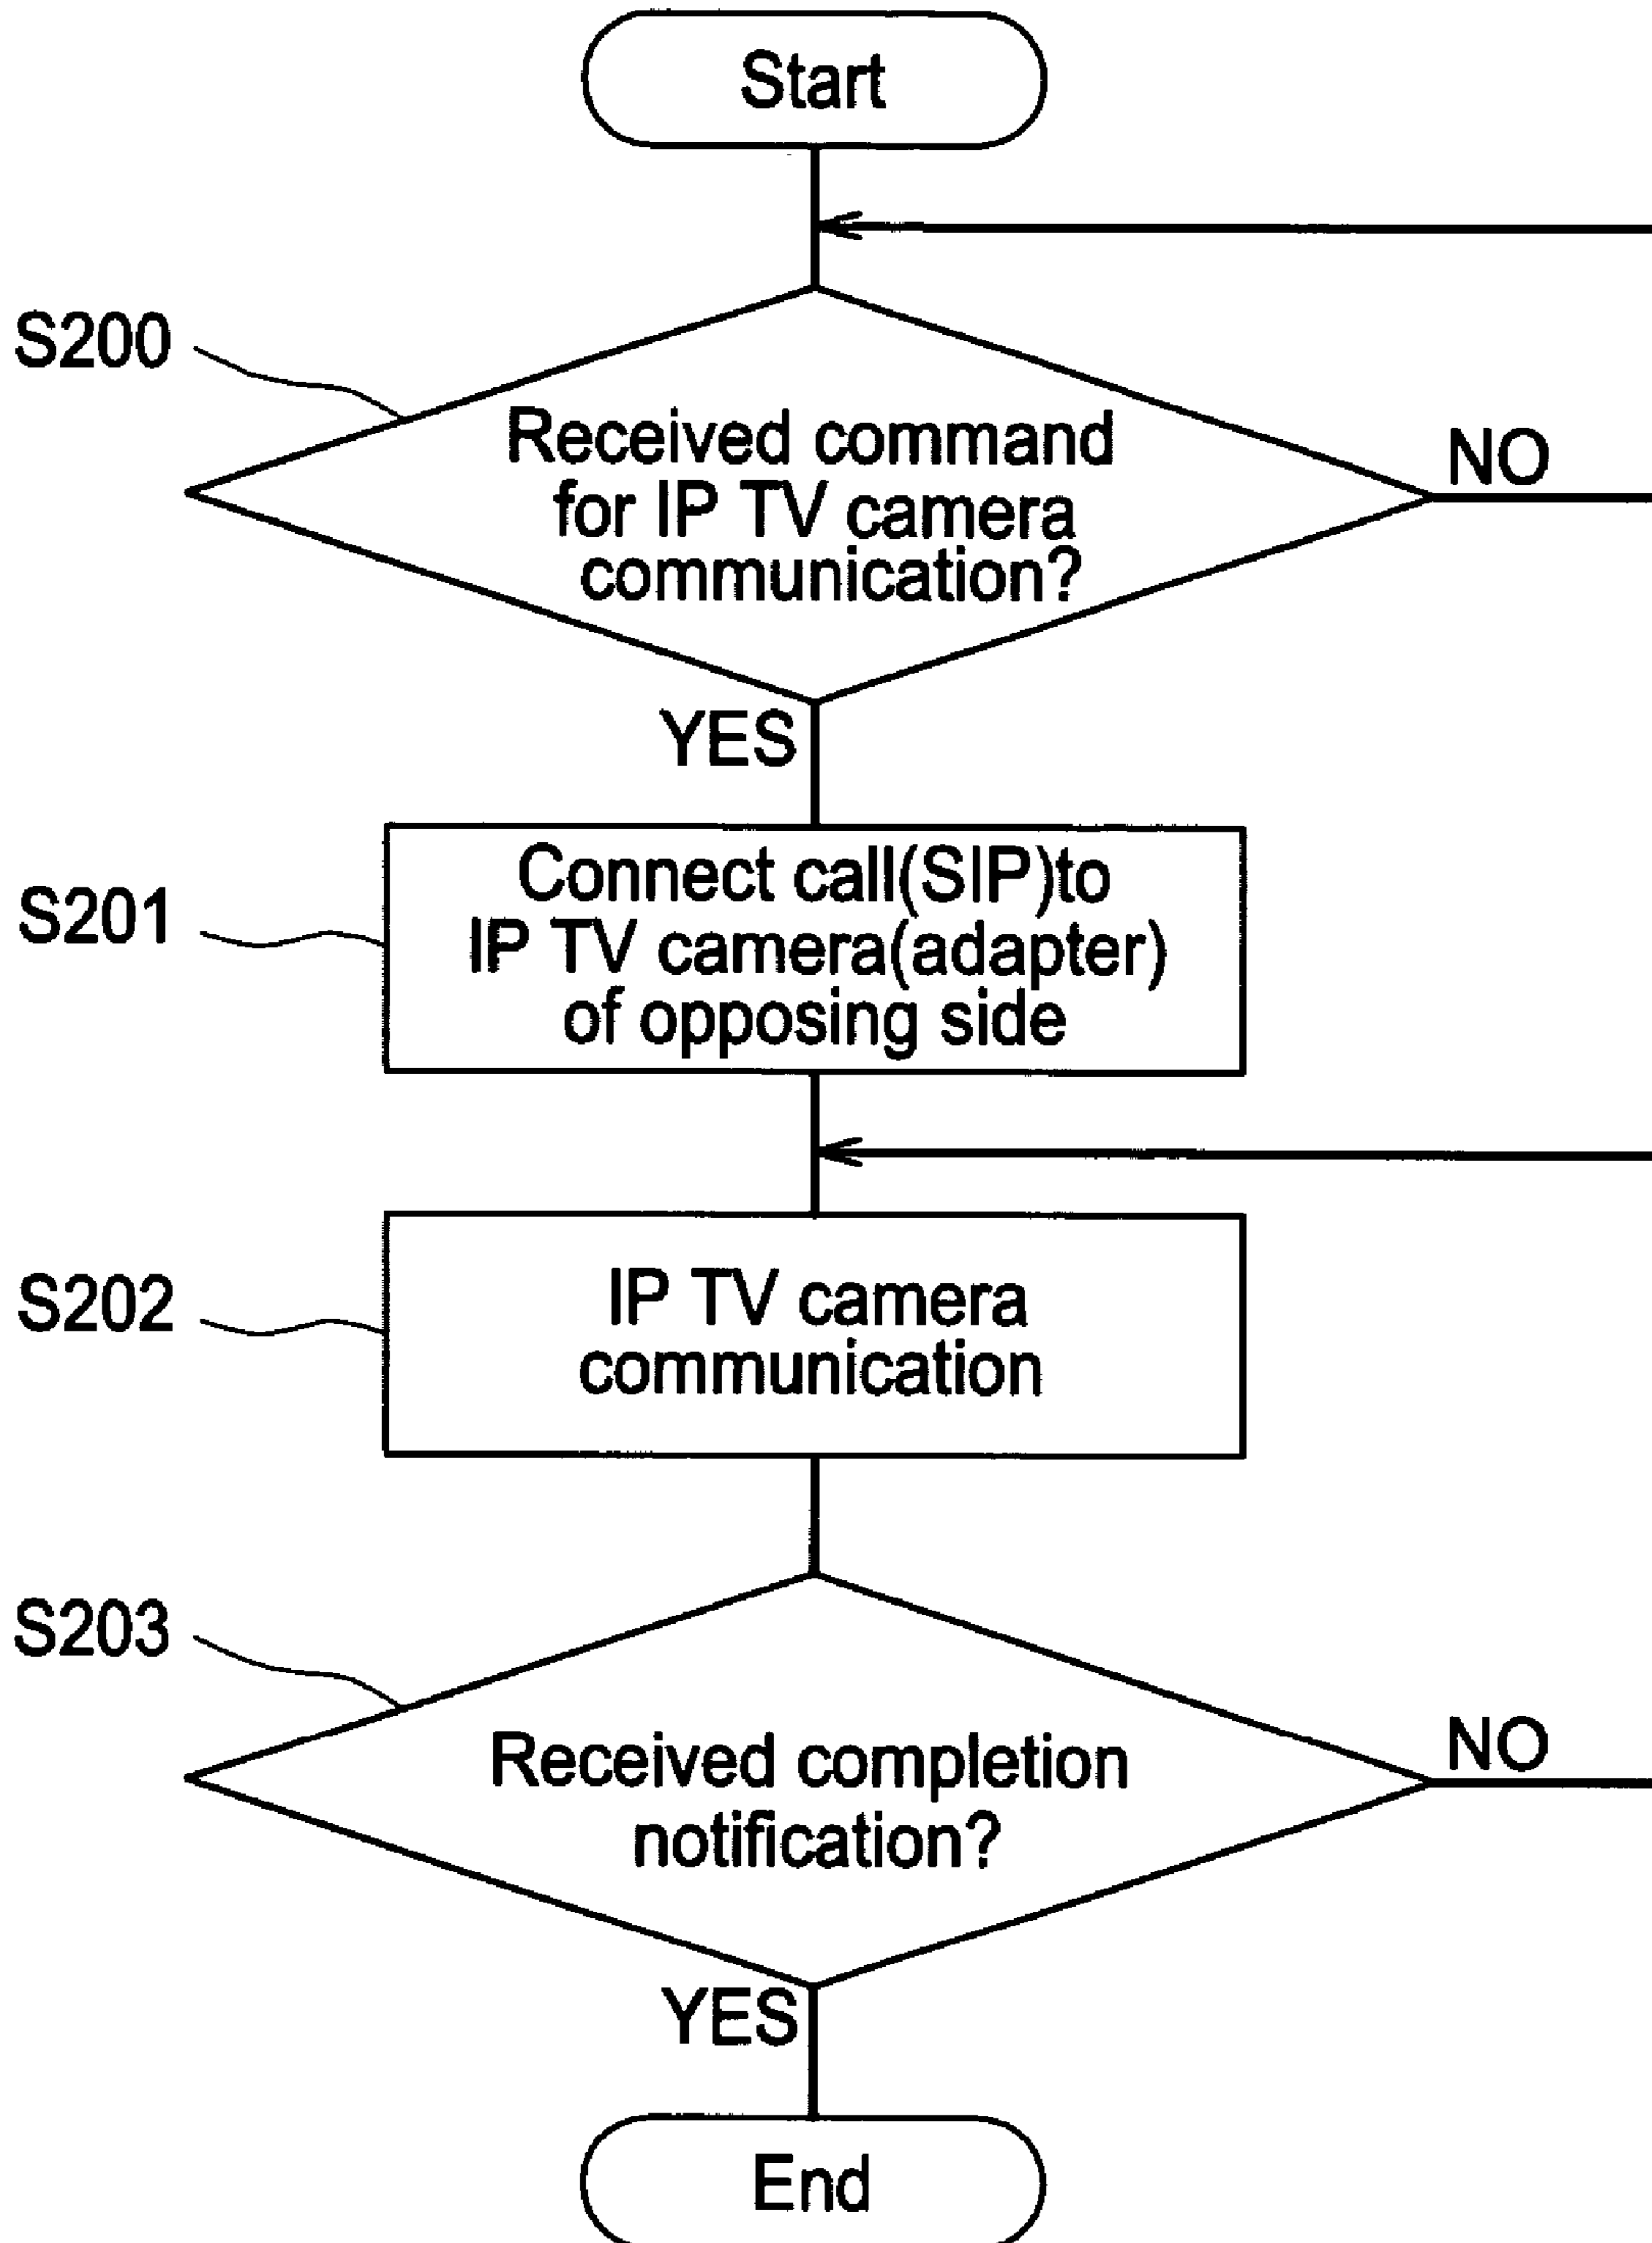 Start
S200
Received command
for IP TV camera
communication?
NO
YES
S201
Connect call(SIP)to
IP TV camera(adapter)
of opposing side
S202
IP TV camera
communication
S203
Received completion
notification?
NO
YES
End